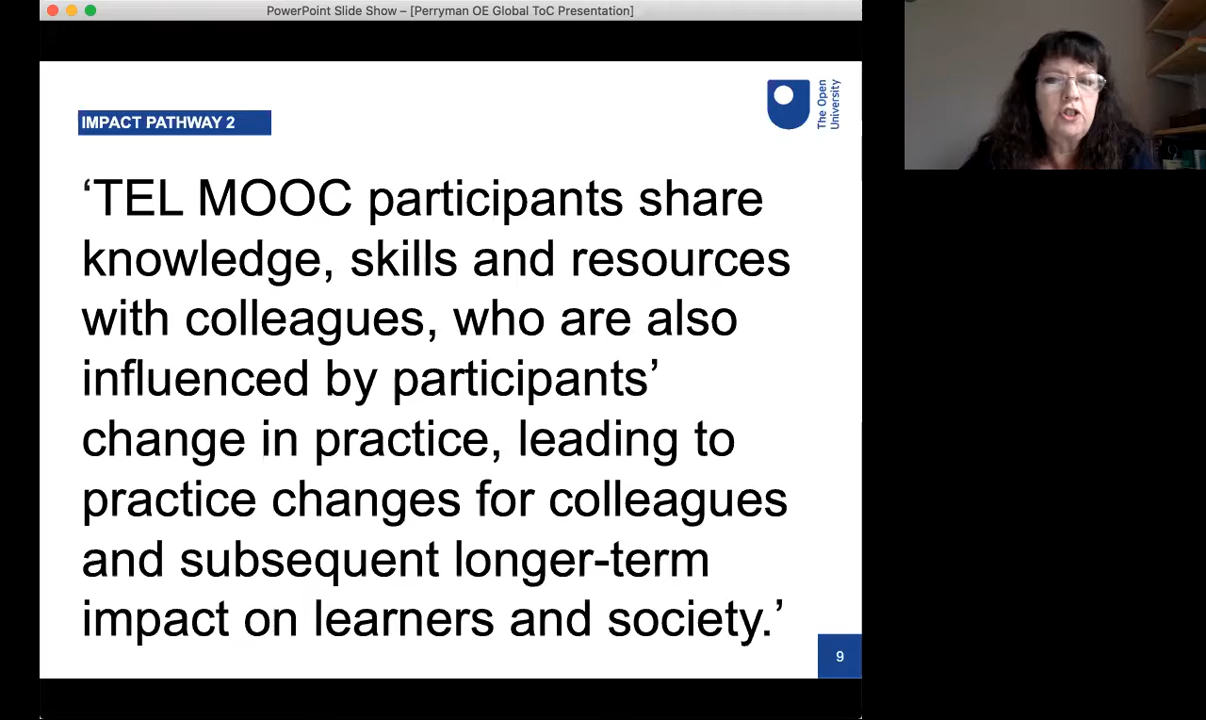 PowerPoint Slide Show – [Perryman OE Global ToC Presentation]
IMPACT PATHWAY 2
The Open
University
‘TEL MOOC participants share
knowledge, skills and resources
with colleagues, who are also
influenced by participants’
change in practice, leading to
practice changes for colleagues
and subsequent longer-term
impact on learners and society.’
9